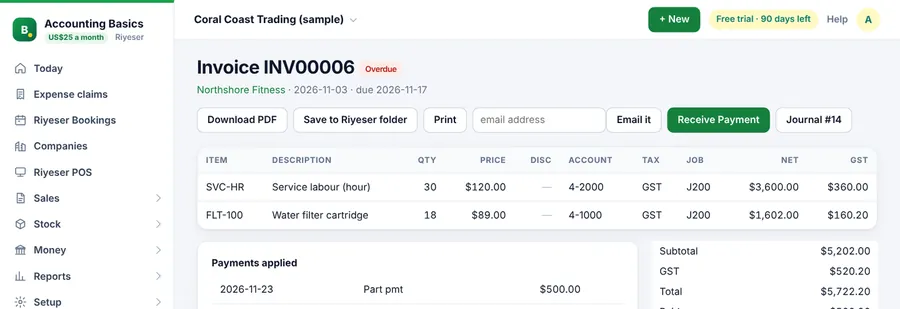 B. Accounting Basics
US$25 a month Riyeser
Today
Expense claims
Riyeser Bookings
Companies
Riyeser POS
Sales
Stock
Money
Reports
Setup
Coral Coast Trading (sample)
+ New
Free trial · 90 days left
Help
A
Invoice INV00006 Overdue
Northshore Fitness · 2026-11-03 · due 2026-11-17
Download PDF Save to Riyeser folder Print email address Email it Receive Payment Journal #14
ITEM DESCRIPTION QTY PRICE DISC ACCOUNT TAX JOB NET GST
SVC-HR Service labour (hour) 30 $120.00 — 4-2000 GST J200 $3,600.00 $360.00
FLT-100 Water filter cartridge 18 $89.00 — 4-1000 GST J200 $1,602.00 $160.20
Payments applied
2026-11-23 Part pmt $500.00
Subtotal $5,202.00
GST $520.20
Total $5,722.20